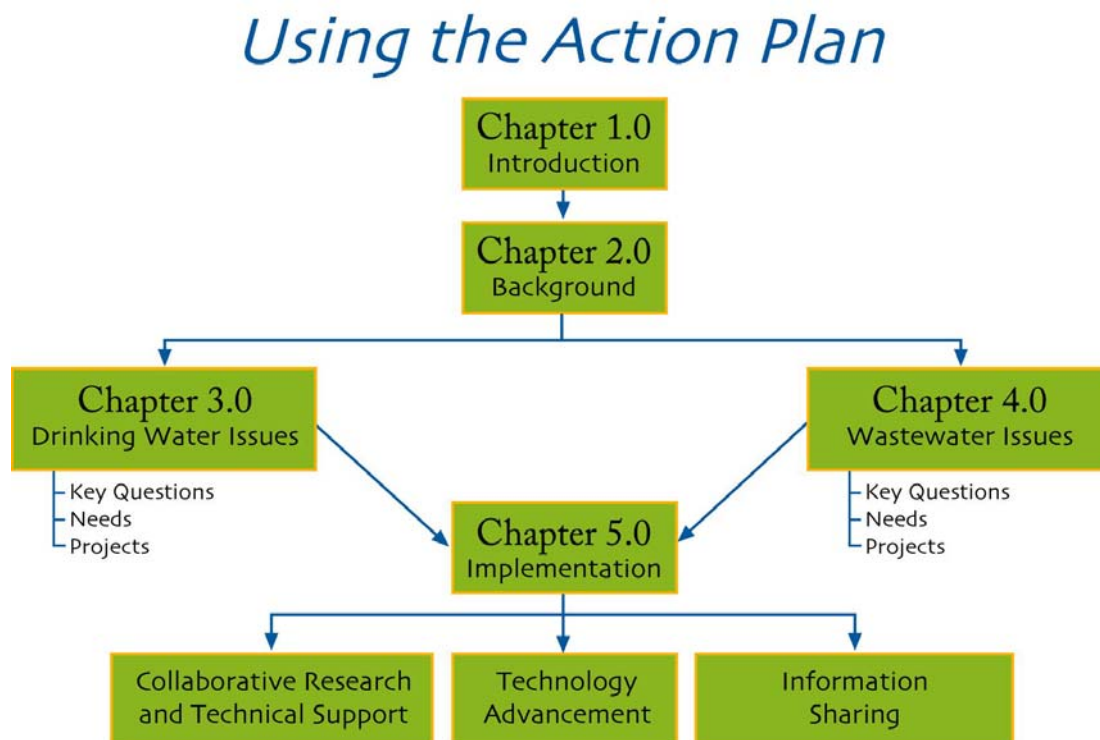 Using the Action Plan
Chapter 1.0
Introduction
Chapter 2.0
Background
Chapter 3.0
Drinking Water Issues
Key Questions
Needs
Projects
Chapter 4.0
Wastewater Issues
Key Questions
Needs
Projects
Chapter 5.0
Implementation
Collaborative Research
and Technical Support
Technology
Advancement
Information
Sharing